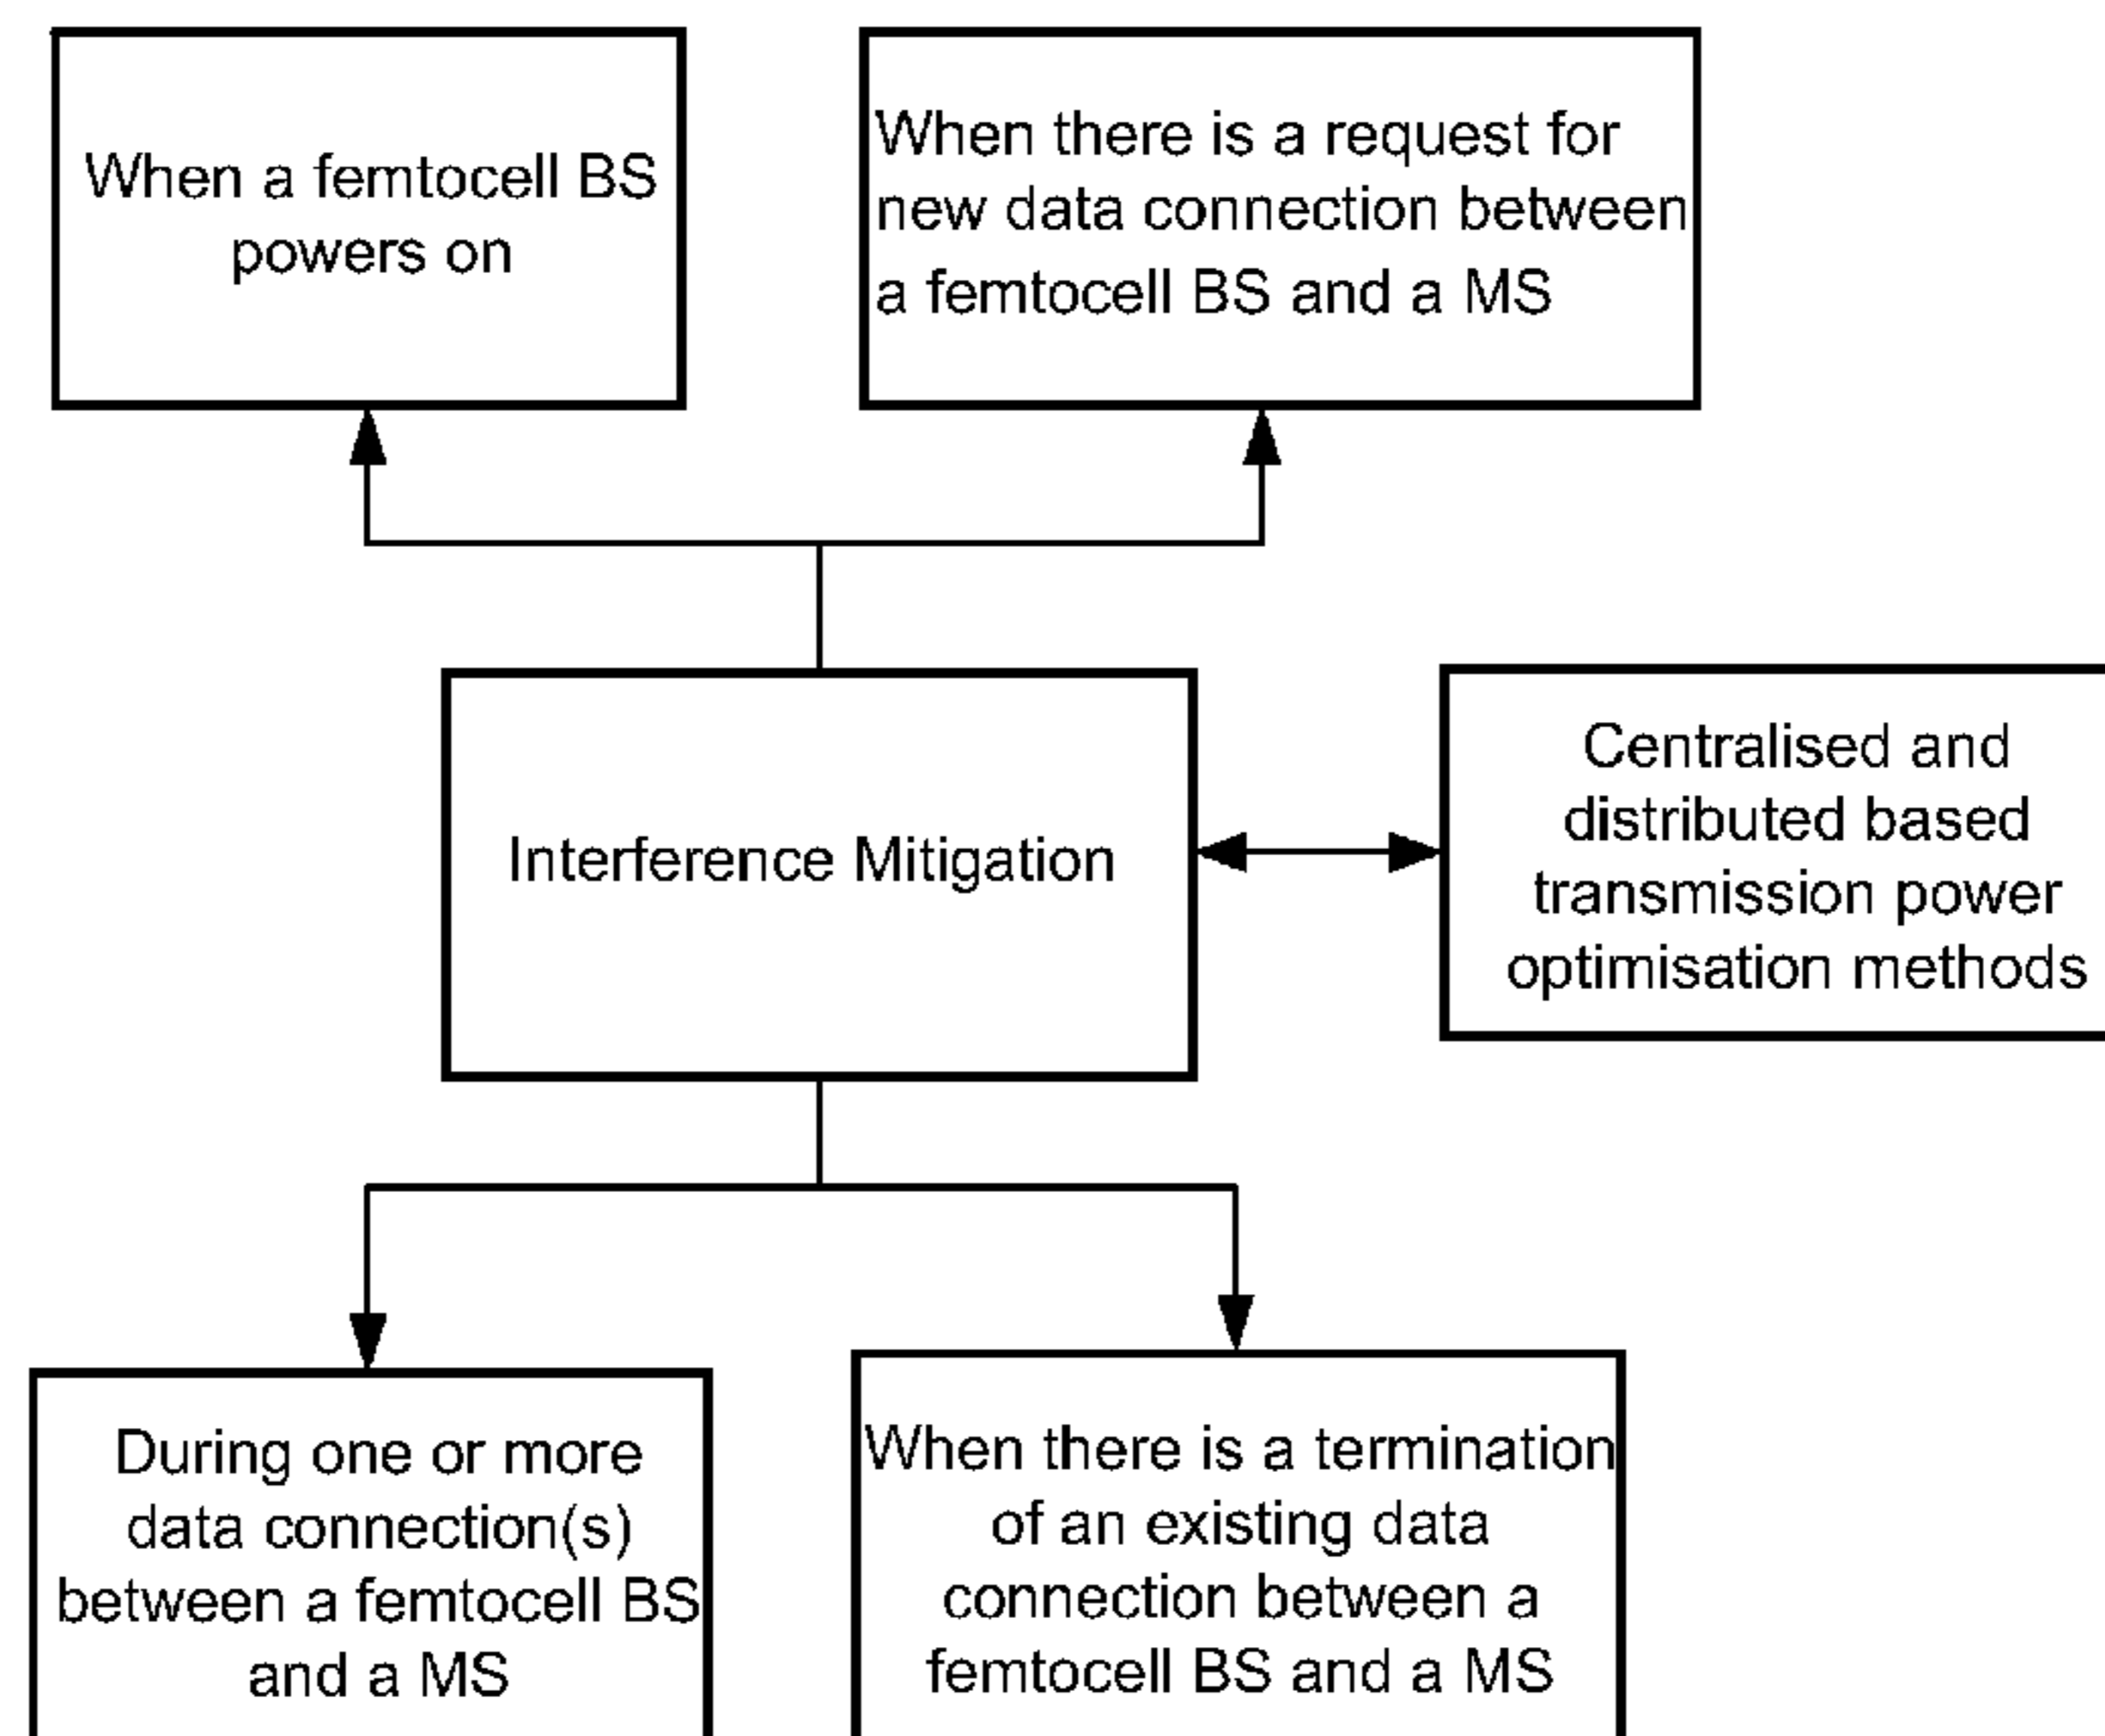 When a femtocell BS
powers on
When there is a request for
new data connection between
a femtocell BS and a MS
Interference Mitigation
Centralised and
distributed based
transmission power
optimisation methods
During one or more
data connection(s)
between a femtocell BS
and a MS
When there is a termination
of an existing data
connection between a
femtocell BS and a MS